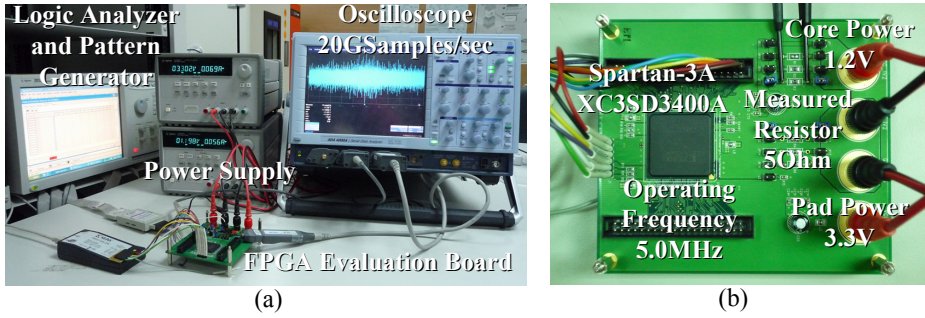 Logic Analyzer
and Pattern
Generator
Oscilloscope
20GSamples/sec
Power Supply
FPGA Evaluation Board
(a)
Core Power
1.2V
Spartan-3A
XC3SD3400A
Measured
Resistor
5Ohm
Operating
Frequency
5.0MHz
Pad Power
3.3V
(b)